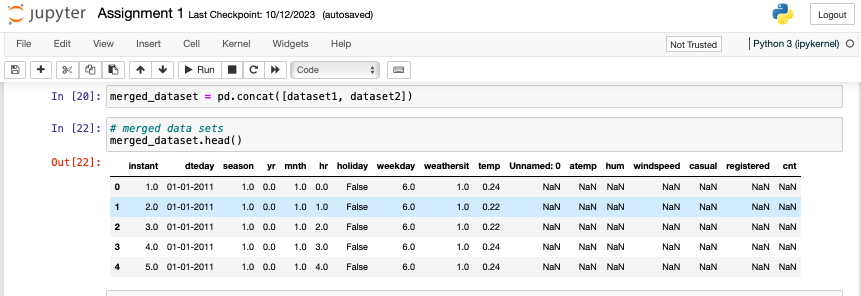 jupyter Assignment 1 Last Checkpoint: 10/12/2023 (autosaved) Logout
File Edit View Insert Cell Kernel Widgets Help Not Trusted Python 3 (ipykernel)
Run Code
In [20]: merged_dataset = pd.concat([dataset1, dataset2])
In [22]: # merged data sets
merged_dataset.head()
Out[22]:
instant dteday season yr mnth hr holiday weekday weathersit temp Unnamed: 0 atemp hum windspeed casual registered cnt
0 1.0 01-01-2011 1.0 0.0 1.0 0.0 False 6.0 1.0 0.24 NaN NaN NaN NaN NaN NaN NaN
1 2.0 01-01-2011 1.0 0.0 1.0 1.0 False 6.0 1.0 0.22 NaN NaN NaN NaN NaN NaN NaN
2 3.0 01-01-2011 1.0 0.0 1.0 2.0 False 6.0 1.0 0.22 NaN NaN NaN NaN NaN NaN NaN
3 4.0 01-01-2011 1.0 0.0 1.0 3.0 False 6.0 1.0 0.24 NaN NaN NaN NaN NaN NaN NaN
4 5.0 01-01-2011 1.0 0.0 1.0 4.0 False 6.0 1.0 0.24 NaN NaN NaN NaN NaN NaN NaN